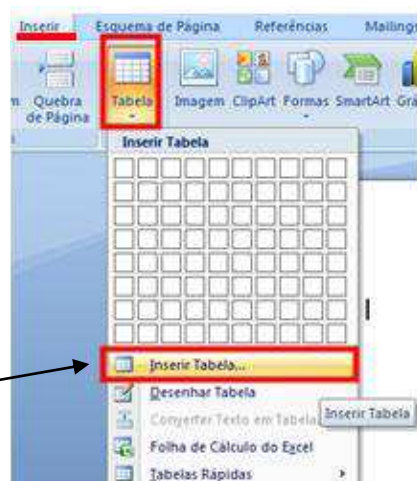 Inserir Esquema de Página Referências Mailings
Quebra de Página
Tabela
Imagem ClipArt Formas SmartArt
Inserir Tabela
Inserir Tabela...
Desenhar Tabela
Converter Texto em Tabela
Inserir Tabela
Folha de Cálculo do Excel
Tabelas Rápidas